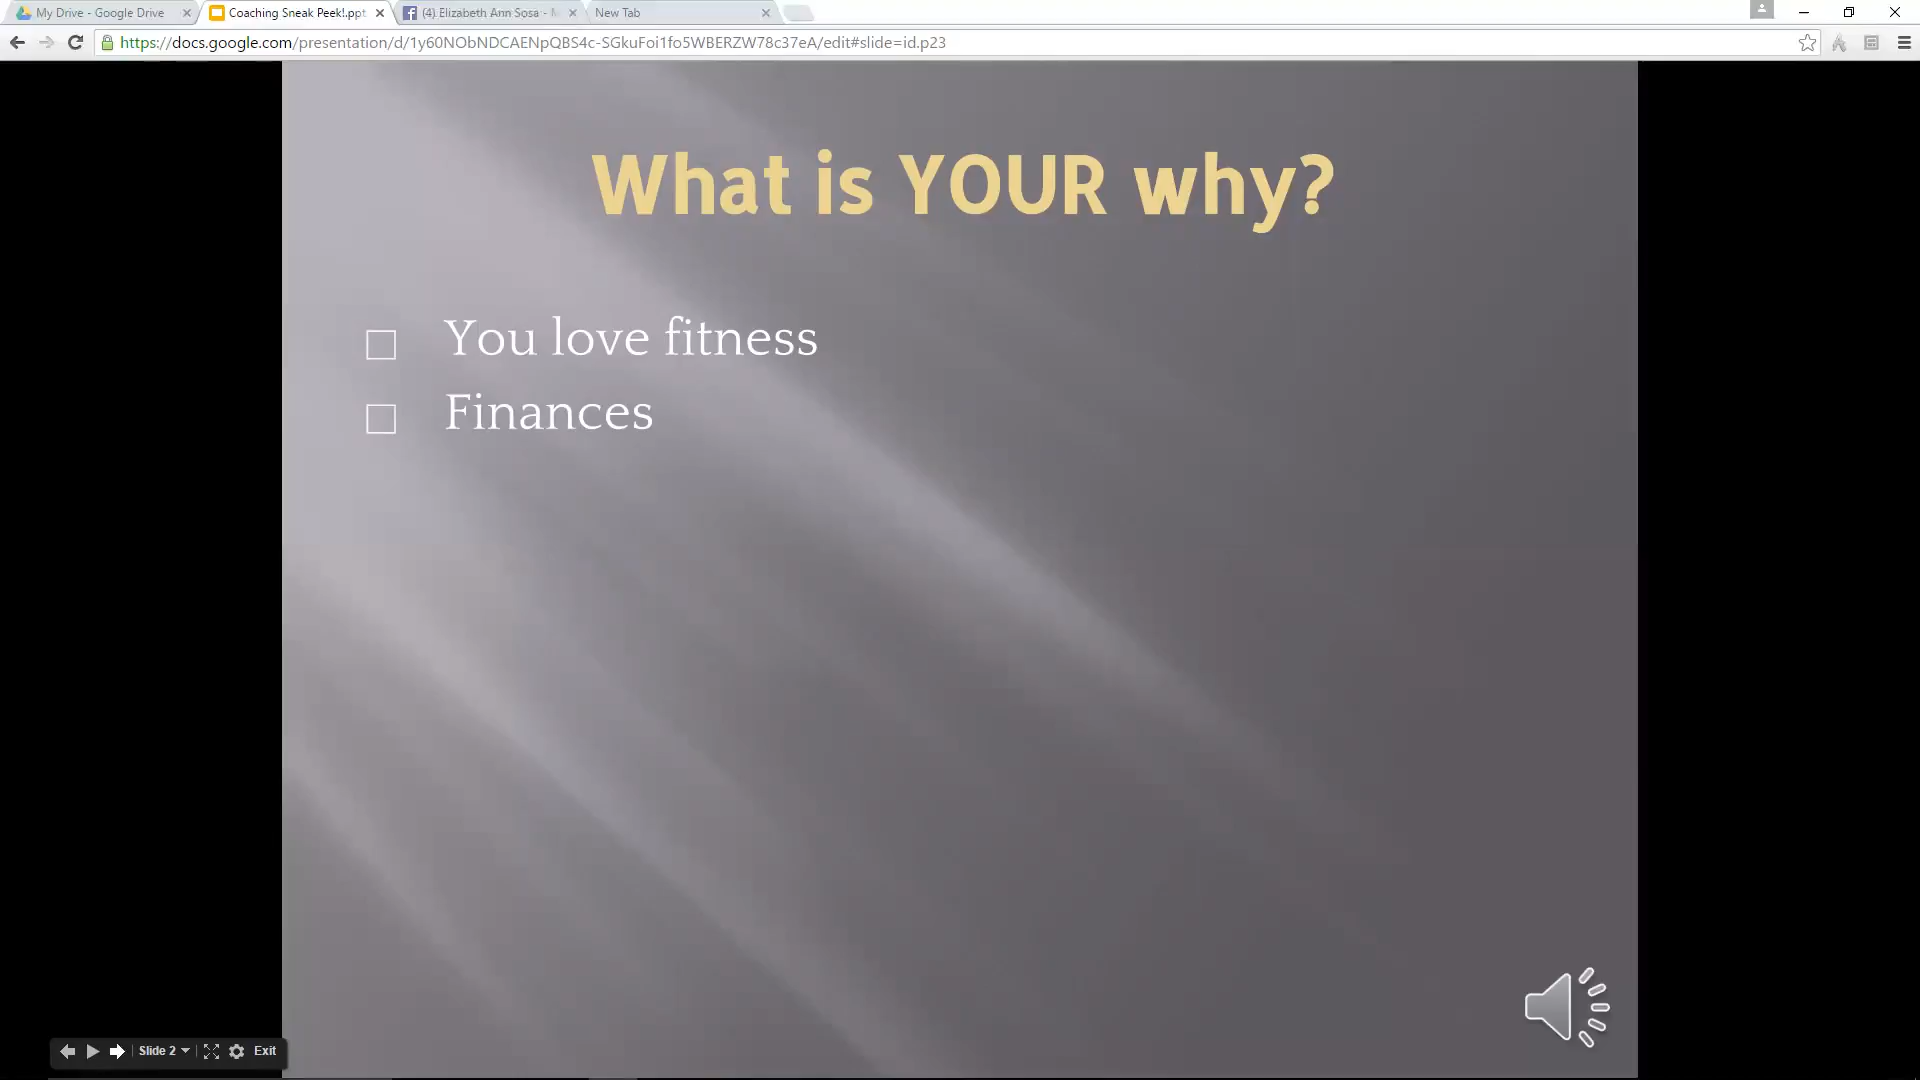 My Drive - Google Drive
Coaching Sneak Peek!.ppt
(4) Elizabeth Ann Sosa -
New Tab
https://docs.google.com/presentation/d/1y60NObNDCAENpQBS4c-SGkuFoi1fo5WBERZW78c37eA/edit#slide=id.p23
What is YOUR why?
You love fitness
Finances
Slide 2
Exit